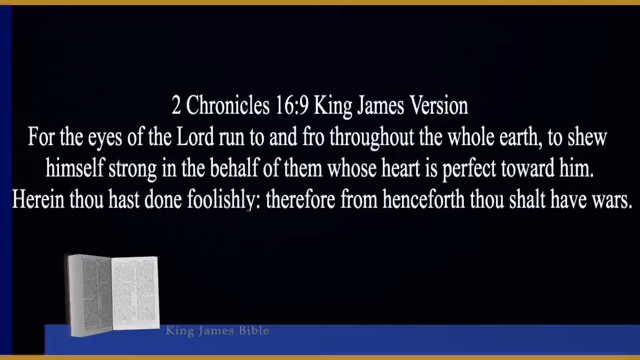 2 Chronicles 16:9 King James Version
For the eyes of the Lord run to and fro throughout the whole earth, to shew
himself strong in the behalf of them whose heart is perfect toward him.
Herein thou hast done foolishly: therefore from henceforth thou shalt have wars.
King James Bible